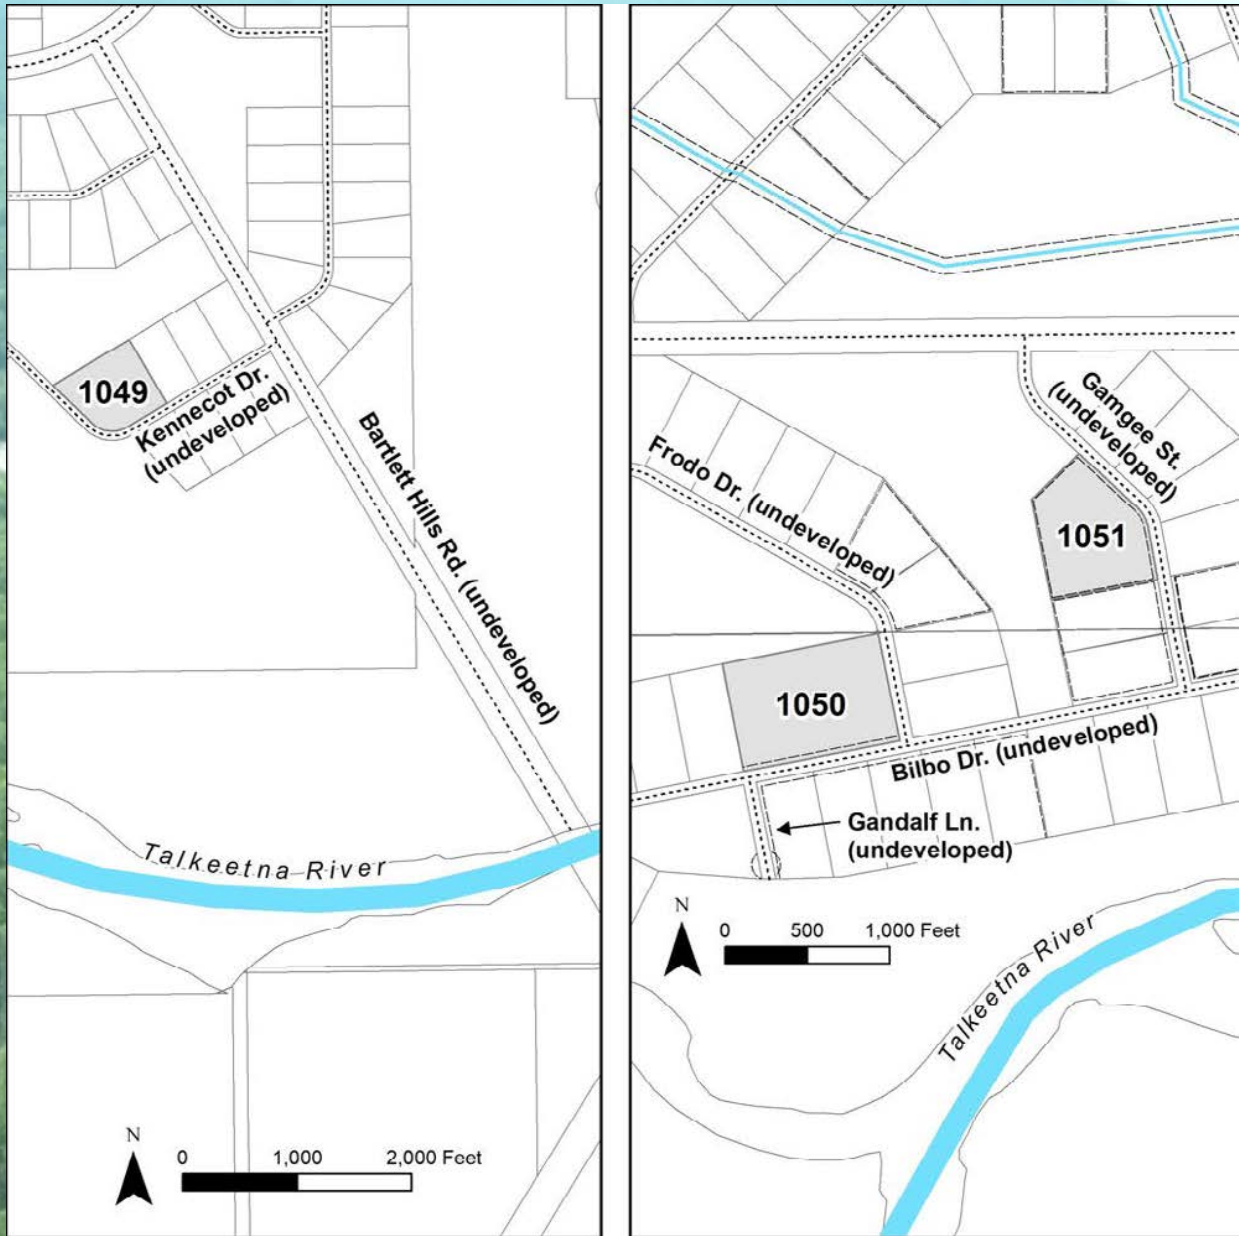 1049
Kennecot Dr.
(undeveloped)
Bartlett Hills Rd. (undeveloped)
Talkeetna River
N
0 1,000 2,000 Feet
Gamgee St.
(undeveloped)
Frodo Dr. (undeveloped)
1051
1050
Bilbo Dr. (undeveloped)
Gandalf Ln.
(undeveloped)
N
0 500 1,000 Feet
Talkeetna River